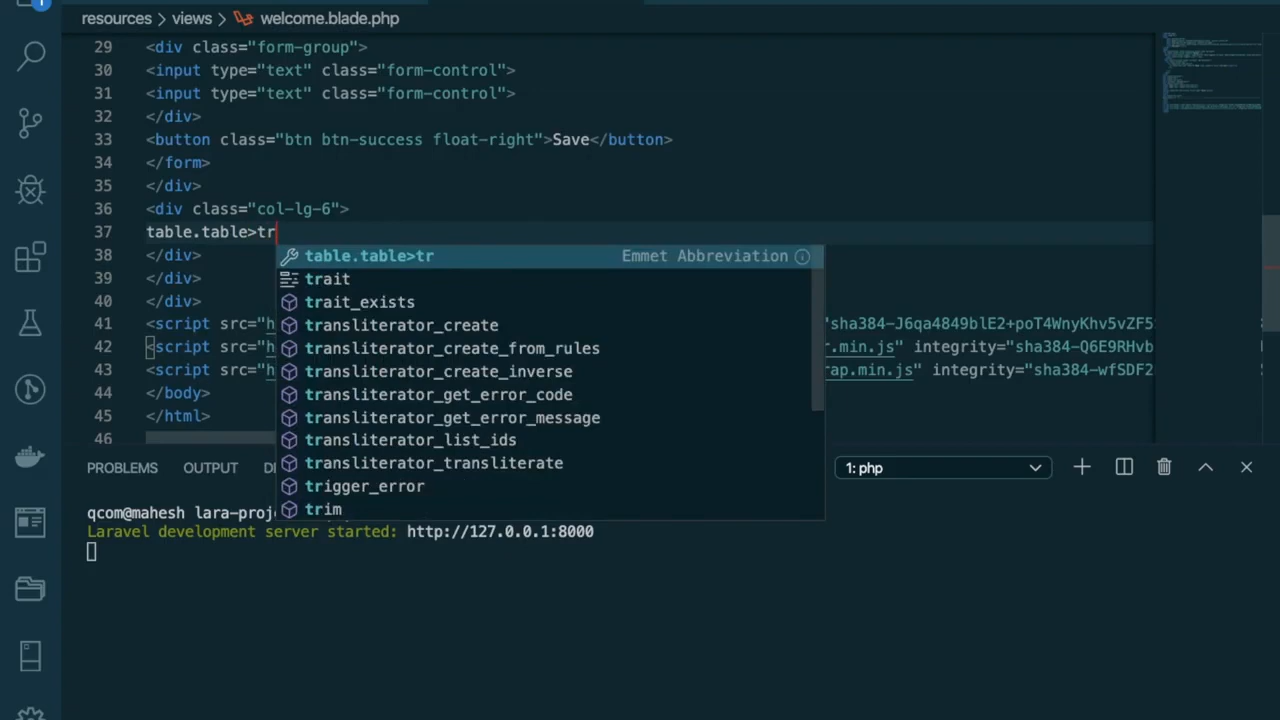 1
resources > views > welcome.blade.php
29 <div class="form-group">
30 <input type="text" class="form-control">
31 <input type="text" class="form-control">
32 </div>
33 <button class="btn btn-success float-right">Save</button>
34 </form>
35 </div>
36 <div class="col-lg-6">
37 table.table>tr
table.table>tr Emmet Abbreviation
38 </div>
trait
39 </div>
trait_exists
40 </div>
transliterator_create
41 <script src="h "sha384-J6qa4849blE2+poT4WnyKhv5vZF5
transliterator_create_from_rules
42 <script src="h r.min.js" integrity="sha384-Q6E9RHvb
transliterator_create_inverse
43 <script src="h rap.min.js" integrity="sha384-wfSDF2
transliterator_get_error_code
44 </body>
transliterator_get_error_message
45 </html>
transliterator_list_ids
46
transliterator_transliterate
trigger_error
trim
PROBLEMS OUTPUT 1: php
qcom@mahesh lara-proj
Laravel development server started: http://127.0.0.1:8000